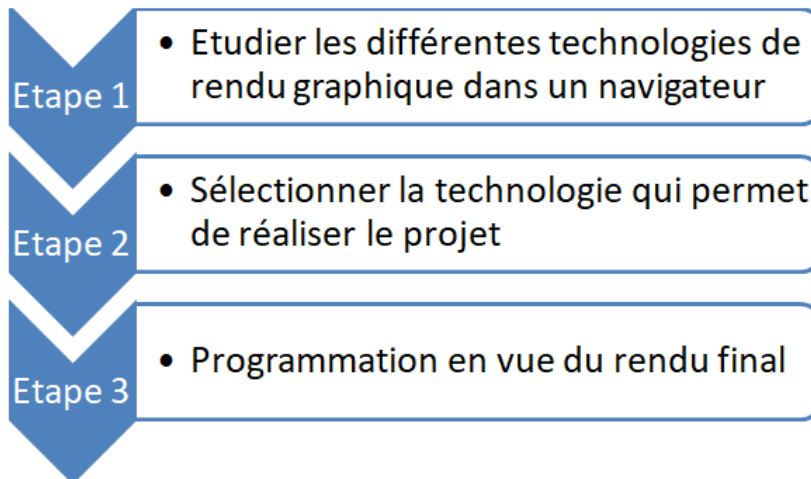 Etape 1
• Etudier les différentes technologies de
rendu graphique dans un navigateur
Etape 2
• Sélectionner la technologie qui permet
de réaliser le projet
Etape 3
• Programmation en vue du rendu final